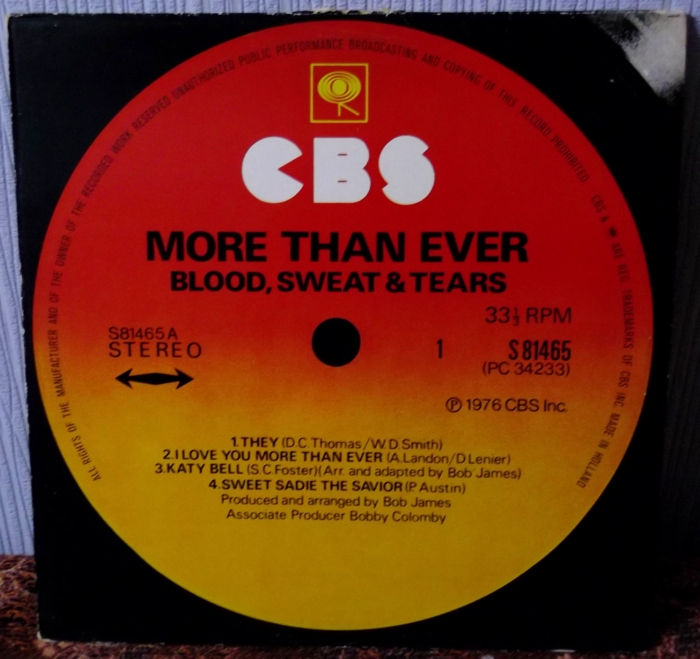 ALL RIGHTS OF THE MANUFACTURER AND OF THE OWNER OF THE RECORDED WORK RESERVED UNAUTHORIZED PUBLIC PERFORMANCE BROADCASTING AND COPYING OF THIS RECORD PROHIBITED
CBS & ARE REG. TRADEMARKS OF CBS INC. MADE IN HOLLAND
CBS
MORE THAN EVER
BLOOD, SWEAT & TEARS
33⅓ RPM
S81465A
STEREO
1
S 81465
(PC 34233)
℗ 1976 CBS Inc.
1. THEY (D.C. Thomas/W.D. Smith)
2. I LOVE YOU MORE THAN EVER (A. Landon/D. Lenier)
3. KATY BELL (S.C. Foster)(Arr. and adapted by Bob James)
4. SWEET SADIE THE SAVIOR (P. Austin)
Produced and arranged by Bob James
Associate Producer Bobby Colomby